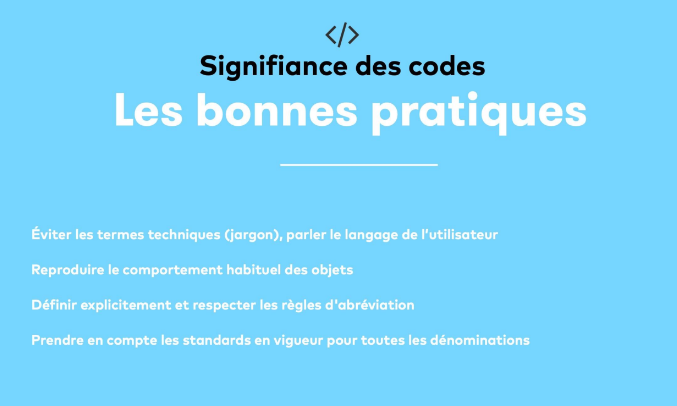 </>
Signifiance des codes
Les bonnes pratiques
Éviter les termes techniques (jargon), parler le langage de l'utilisateur
Reproduire le comportement habituel des objets
Définir explicitement et respecter les règles d'abréviation
Prendre en compte les standards en vigueur pour toutes les dénominations